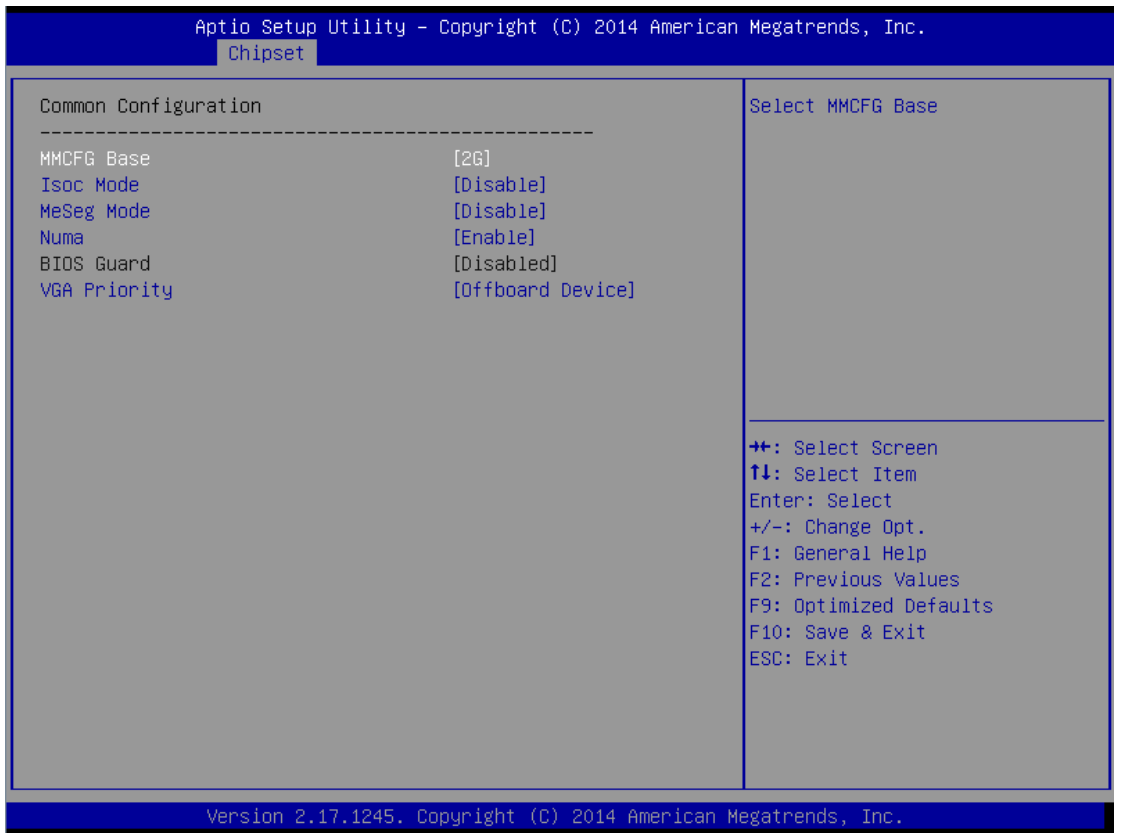 Aptio Setup Utility – Copyright (C) 2014 American Megatrends, Inc.
Chipset
Common Configuration
--------------------------------------------------
MMCFG Base [2G]
Isoc Mode [Disable]
MeSeg Mode [Disable]
Numa [Enable]
BIOS Guard [Disabled]
VGA Priority [Offboard Device]
Select MMCFG Base
→←: Select Screen
↑↓: Select Item
Enter: Select
+/-: Change Opt.
F1: General Help
F2: Previous Values
F9: Optimized Defaults
F10: Save & Exit
ESC: Exit
Version 2.17.1245. Copyright (C) 2014 American Megatrends, Inc.